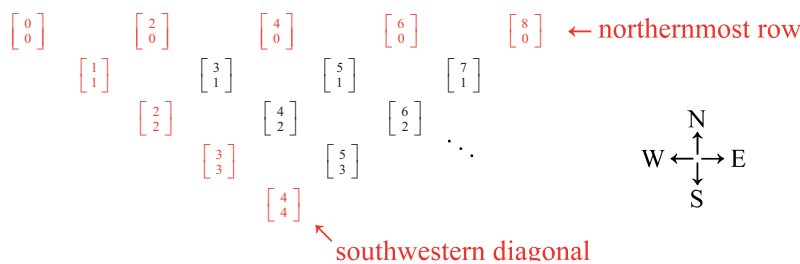 [0 0] [2 0] [4 0] [6 0] [8 0] ← northernmost row
[1 1] [3 1] [5 1] [7 1]
[2 2] [4 2] [6 2] ⋱
[3 3] [5 3]
[4 4]
southwestern diagonal
N
W E
S